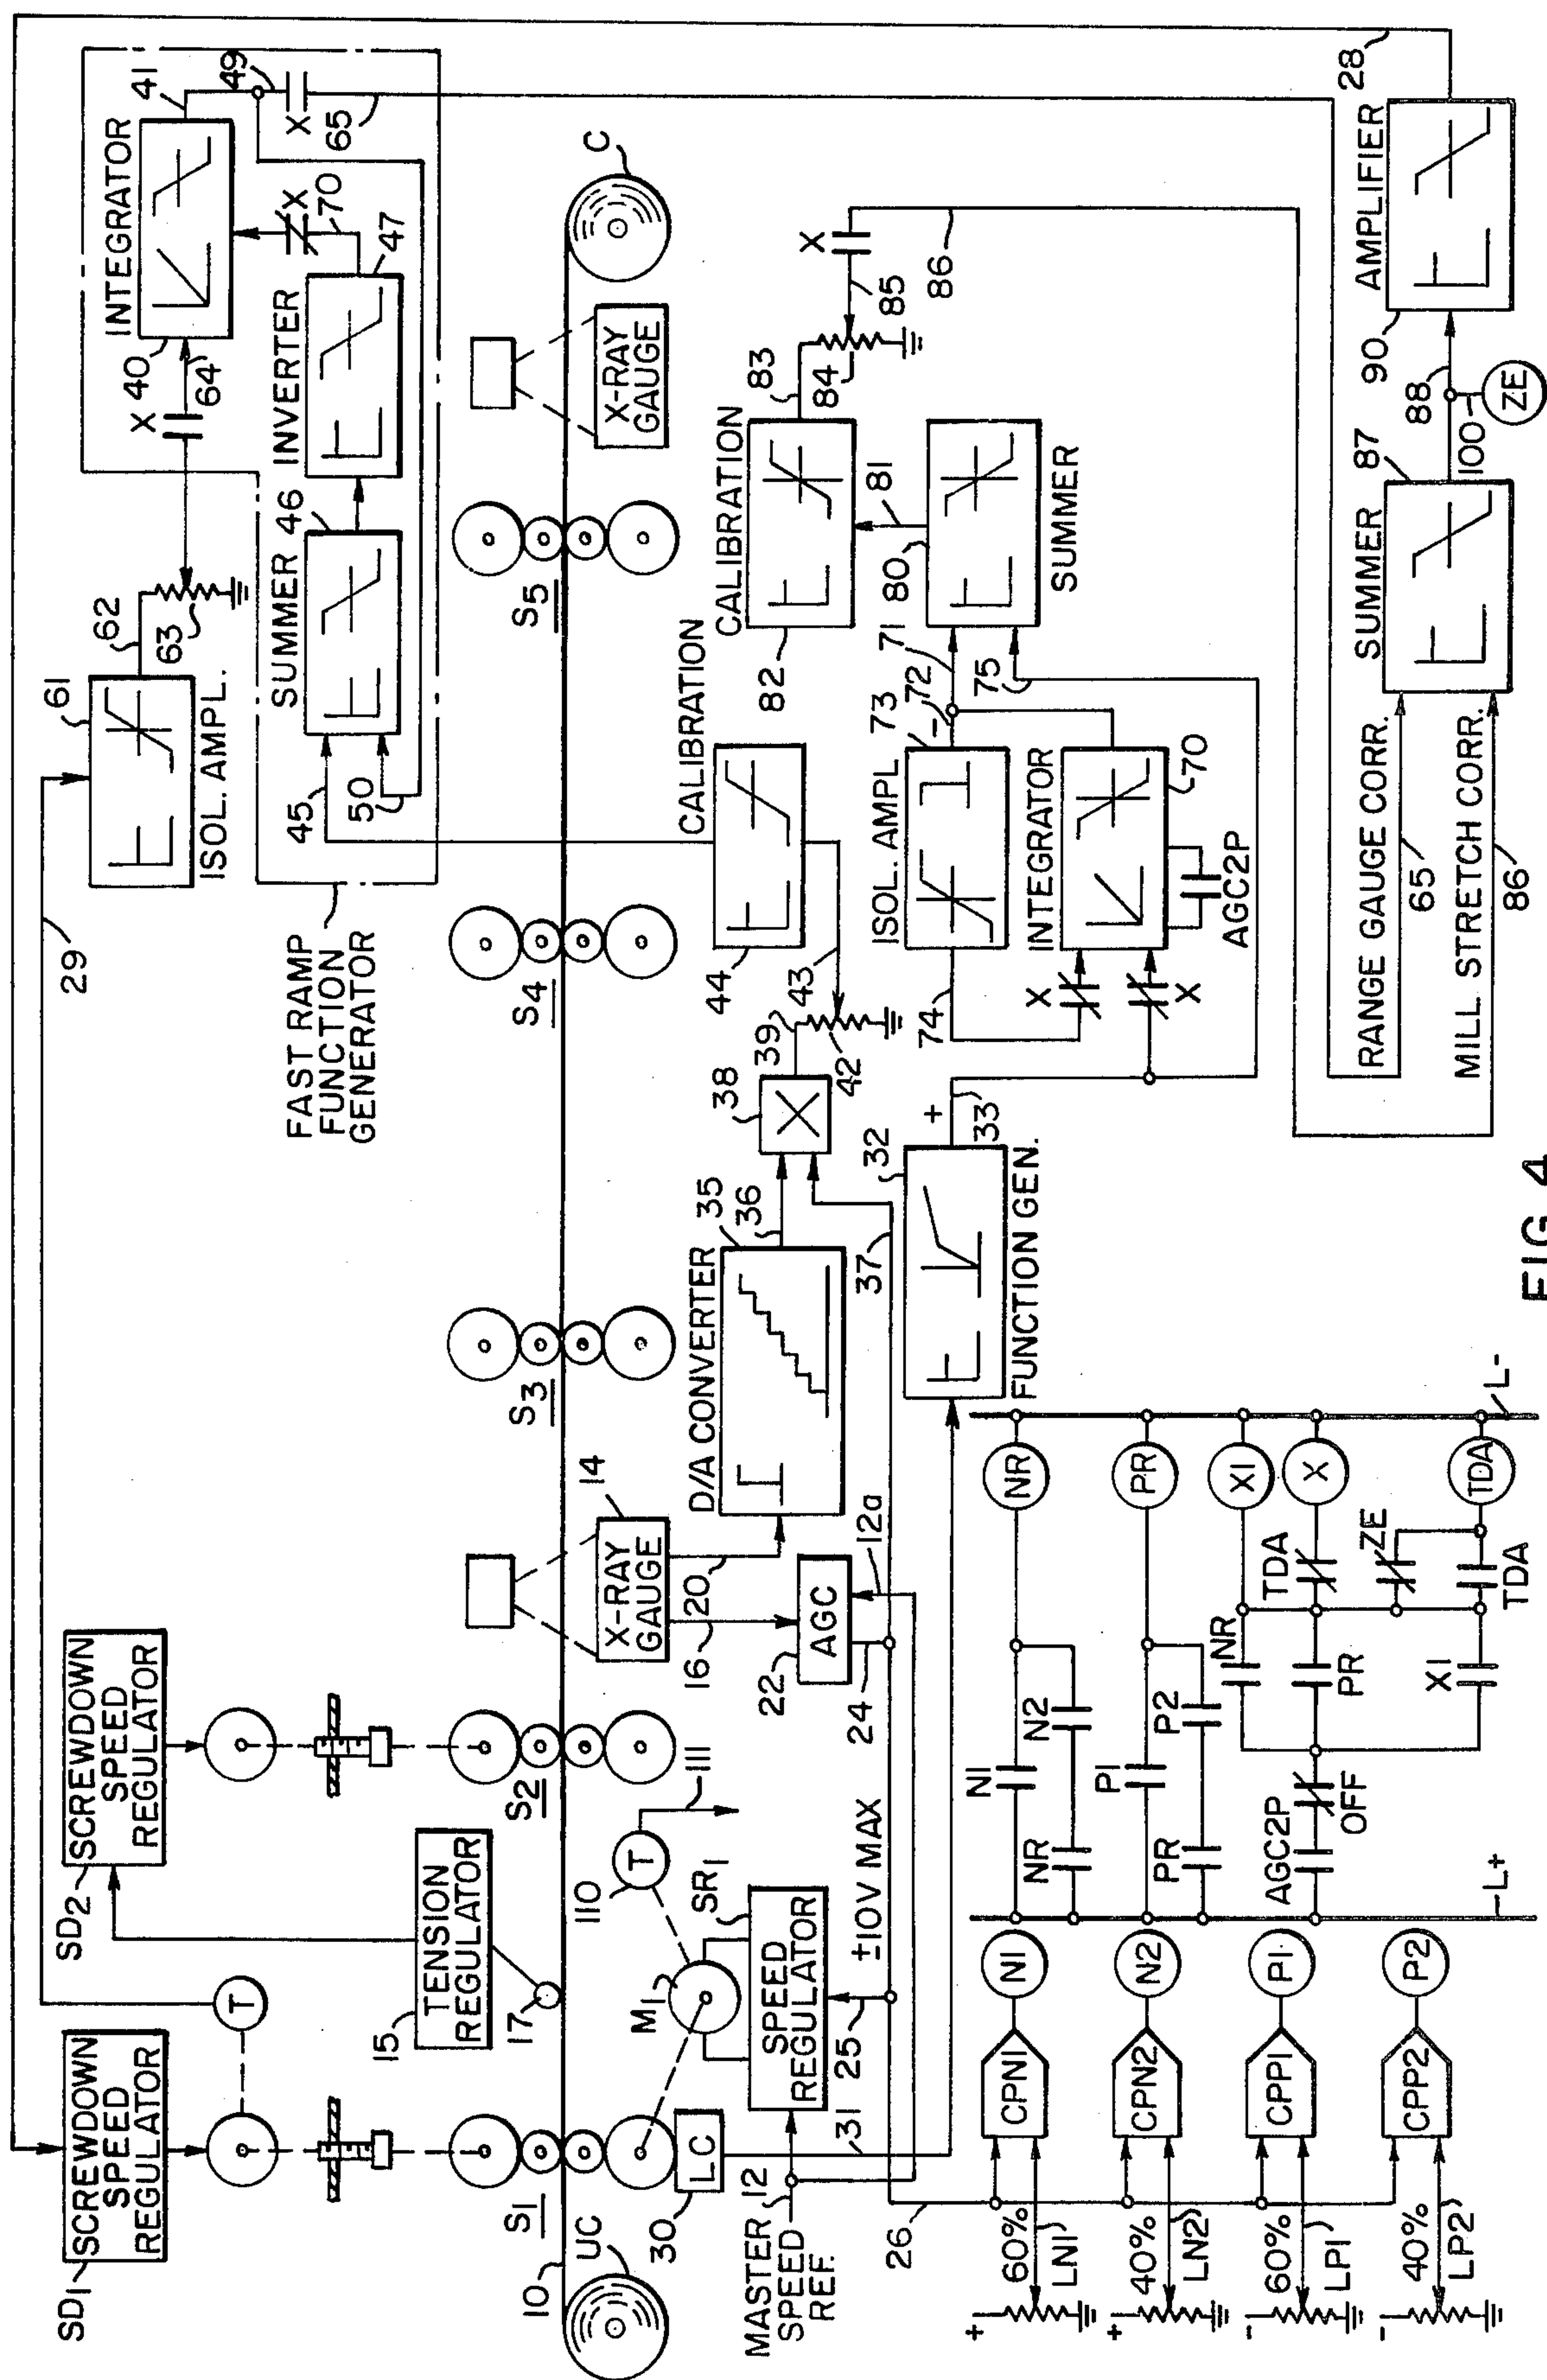 SD1
SCREWDOWN
SPEED
REGULATOR
SD2
SCREWDOWN
SPEED
REGULATOR
T
29
61
ISOL. AMPL.
62
63
X
64
40
INTEGRATOR
41
49
X
65
X
70
INVERTER
47
SUMMER 46
45
50
FAST RAMP
FUNCTION
GENERATOR
28
15
TENSION
REGULATOR
17
10
UC
S1
S2
S3
S4
S5
C
30
LC
31
M1
SR1
110
T
111
MASTER
SPEED
REF.
12
SPEED
REGULATOR
25
±10V MAX
X-RAY
GAUGE
14
16
20
22
AGC
24
12a
D/A CONVERTER
35
36
37
38
39
42
43
44
CALIBRATION
X-RAY
GAUGE
32
FUNCTION GEN.
+
33
74
ISOL. AMPL
73
-
72
71
75
X
X
INTEGRATOR
70
AGC2P
80
SUMMER
81
82
CALIBRATION
83
84
85
X
86
26
+
60%
LN1
CPN1
N1
+
40%
LN2
CPN2
N2
-
60%
LP1
CPP1
P1
-
40%
LP2
CPP2
P2
L+
L-
N1
NR
N2
NR
P1
PR
P2
PR
AGC2P
OFF
NR
PR
X1
TDA
ZE
TDA
X1
X
TDA
RANGE GAUGE CORR.
65
MILL STRETCH CORR.
86
SUMMER
87
88
100
ZE
90
AMPLIFIER
FIG. 4